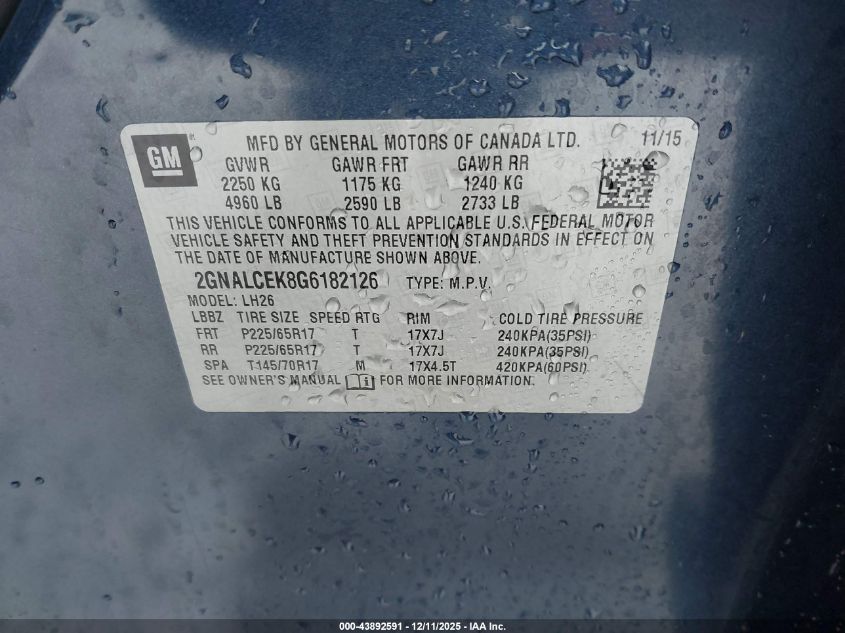 GM
MFD BY GENERAL MOTORS OF CANADA LTD. 11/15
GVWR GAWR FRT GAWR RR
2250 KG 1175 KG 1240 KG
4960 LB 2590 LB 2733 LB
THIS VEHICLE CONFORMS TO ALL APPLICABLE U.S. FEDERAL MOTOR
VEHICLE SAFETY AND THEFT PREVENTION STANDARDS IN EFFECT ON
THE DATE OF MANUFACTURE SHOWN ABOVE.
2GNALCEK8G6182126 TYPE: M.P.V.
MODEL: LH26
LBBZ TIRE SIZE SPEED RTG RIM COLD TIRE PRESSURE
FRT P225/65R17 T 17X7J 240KPA(35PSI)
RR P225/65R17 T 17X7J 240KPA(35PSI)
SPA T145/70R17 M 17X4.5T 420KPA(60PSI)
SEE OWNER'S MANUAL FOR MORE INFORMATION.
000-43892591 - 12/11/2025 - IAA Inc.